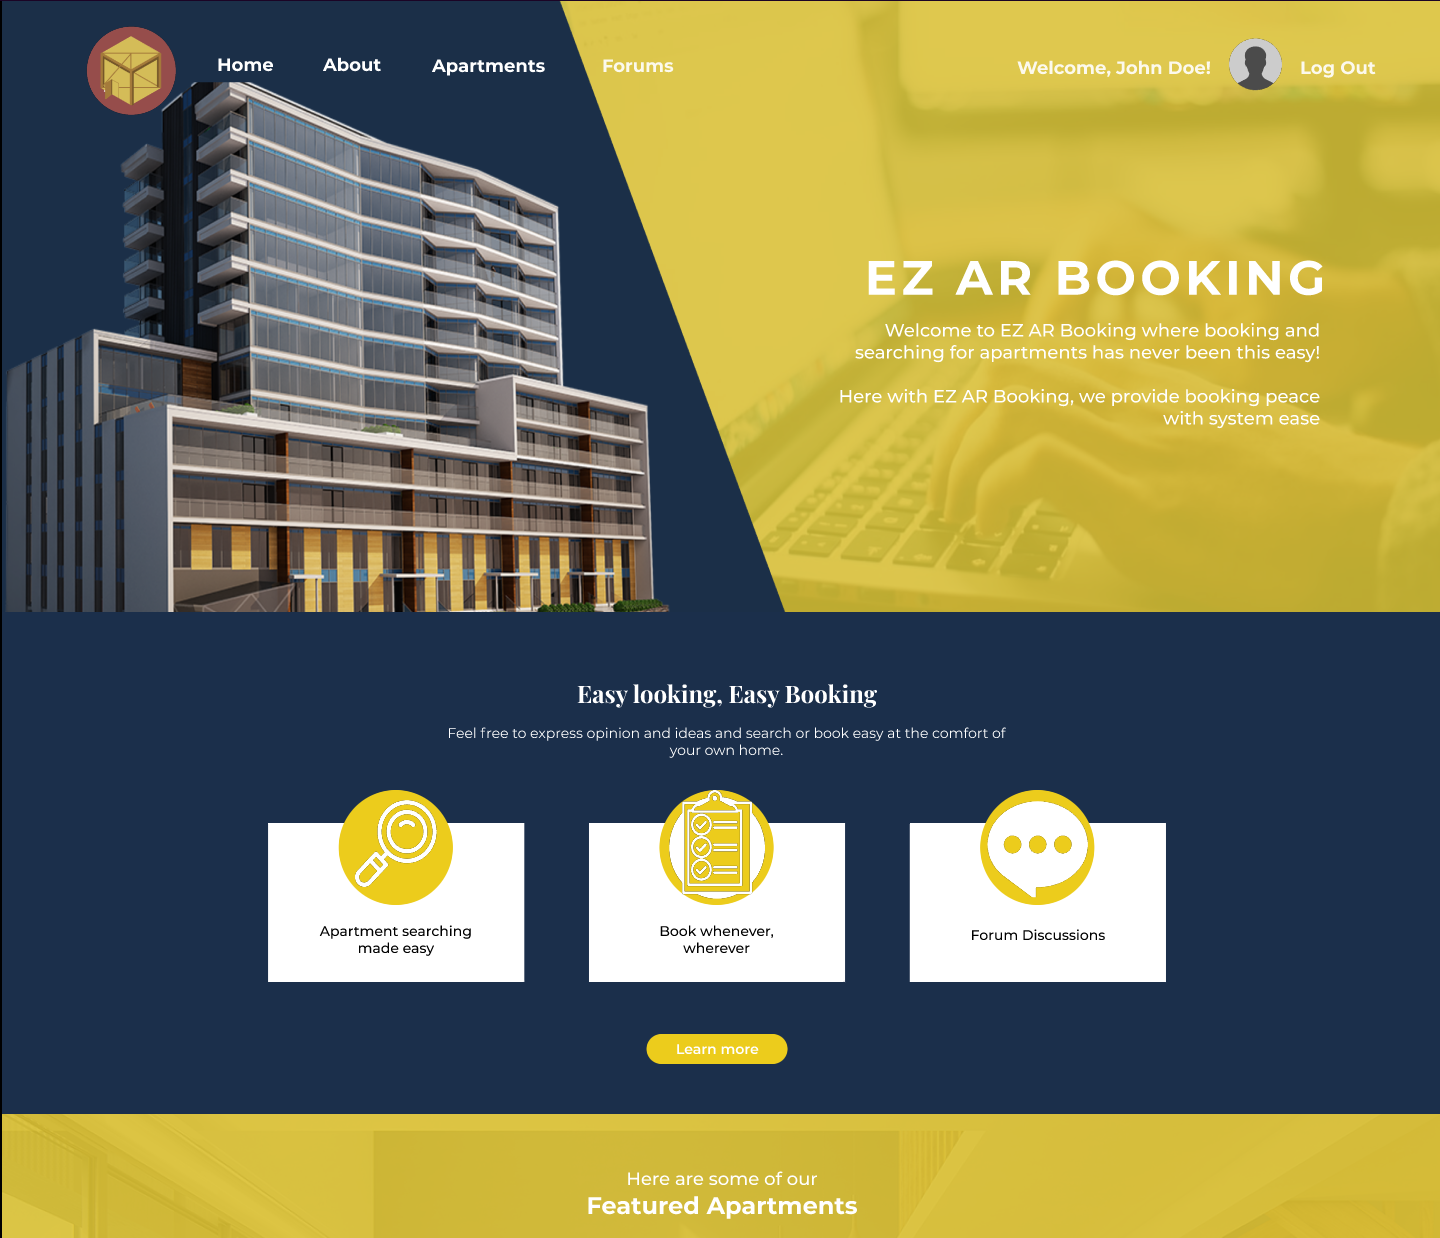 Home
About
Apartments
Forums
Welcome, John Doe!
Log Out
EZ AR BOOKING
Welcome to EZ AR Booking where booking and
searching for apartments has never been this easy!
Here with EZ AR Booking, we provide booking peace
with system ease
Easy looking, Easy Booking
Feel free to express opinion and ideas and search or book easy at the comfort of
your own home.
Apartment searching
made easy
Book whenever,
wherever
Forum Discussions
Learn more
Here are some of our
Featured Apartments